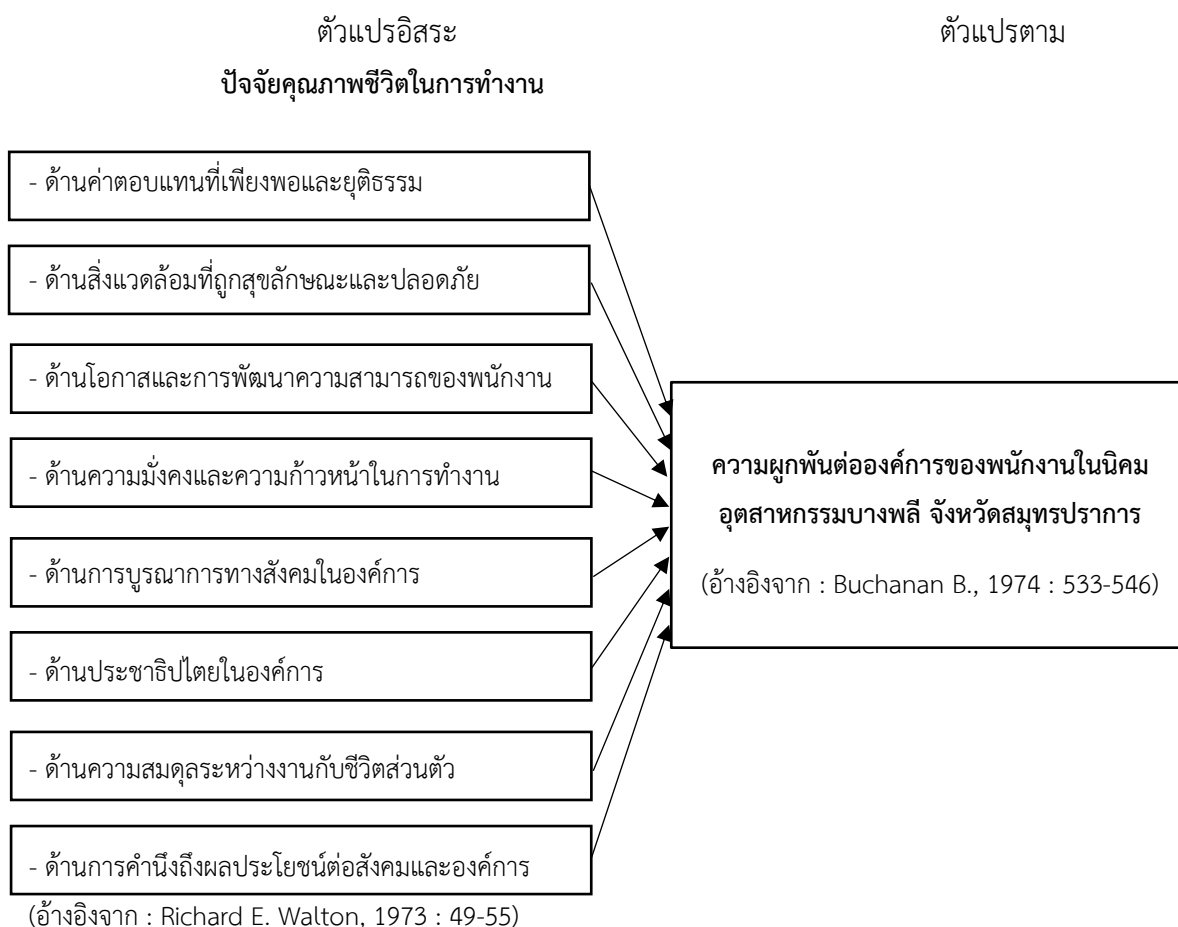 ตัวแปรอิสระ
ตัวแปรตาม
ปัจจัยคุณภาพชีวิตในการทำงาน
- ด้านค่าตอบแทนที่เพียงพอและยุติธรรม
- ด้านสิ่งแวดล้อมที่ถูกสุขลักษณะและปลอดภัย
- ด้านโอกาสและการพัฒนาความสามารถของพนักงาน
- ด้านความมั่งคงและความก้าวหน้าในการทำงาน
- ด้านการบูรณาการทางสังคมในองค์การ
- ด้านประชาธิปไตยในองค์การ
- ด้านความสมดุลระหว่างงานกับชีวิตส่วนตัว
- ด้านการคำนึงถึงผลประโยชน์ต่อสังคมและองค์การ
(อ้างอิงจาก : Richard E. Walton, 1973 : 49-55)
ความผูกพันต่อองค์การของพนักงานในนิคม
อุตสาหกรรมบางพลี จังหวัดสมุทรปราการ
(อ้างอิงจาก : Buchanan B., 1974 : 533-546)